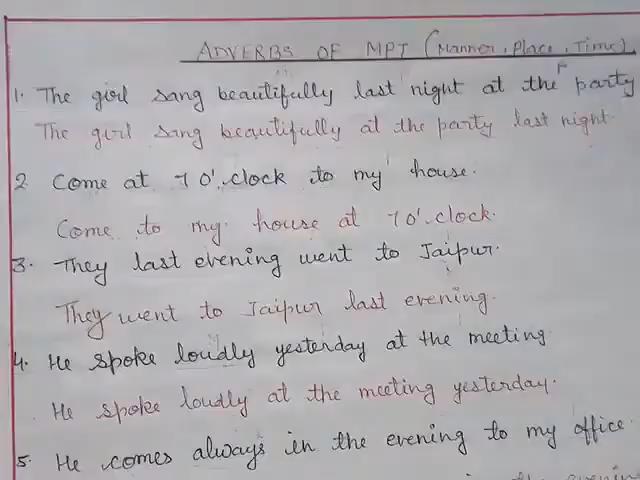 ADVERBS OF MPT (Manner, Place, Time)
1. The girl sang beautifully last night at the party
The girl sang beautifully at the party last night.
2. Come at 7 O'.clock to my house.
Come to my house at 7 O'.clock.
3. They last evening went to Jaipur.
They went to Jaipur last evening.
4. He spoke loudly yesterday at the meeting
He spoke loudly at the meeting yesterday.
5. He comes always in the evening to my office.
the evening